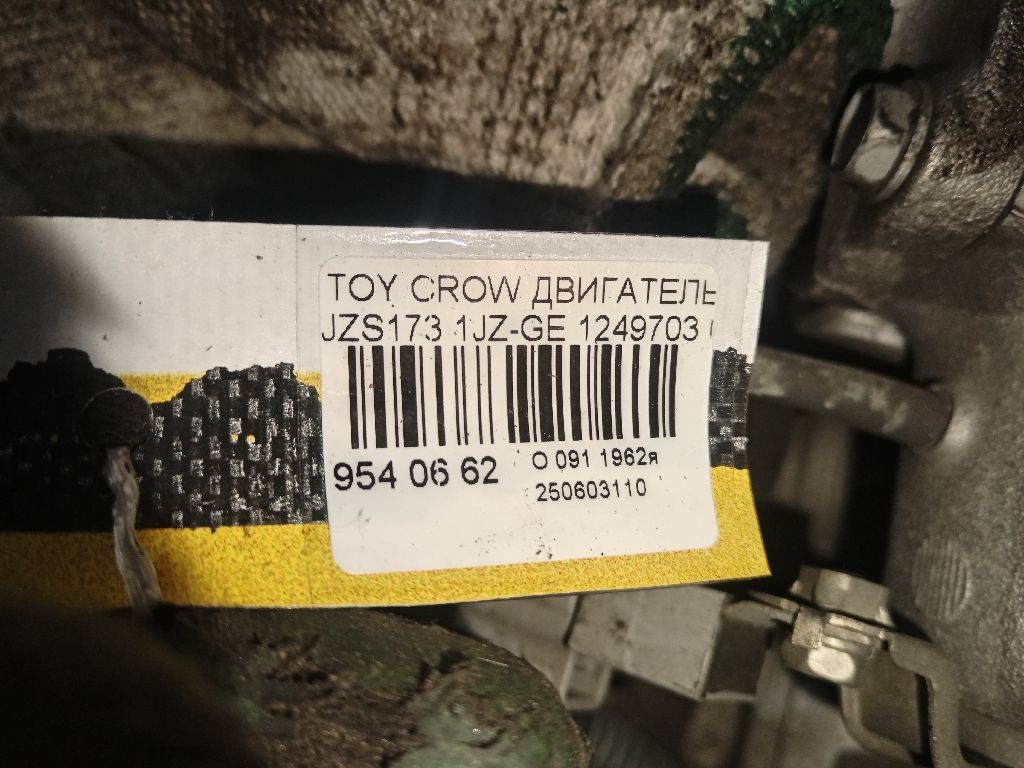 TOY CROW ДВИГАТЕЛЬ
JZS173 1JZ-GE 1249703
954 06 62
О 091 1962я
250603110